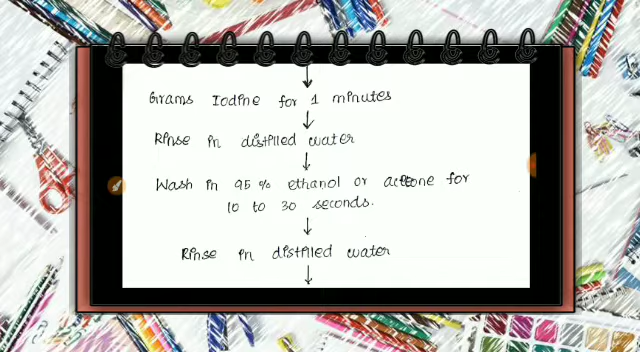 Grams Iodine for 1 minutes
Rinse in distilled water
Wash in 95% ethanol or acetone for
10 to 30 seconds.
Rinse in distilled water